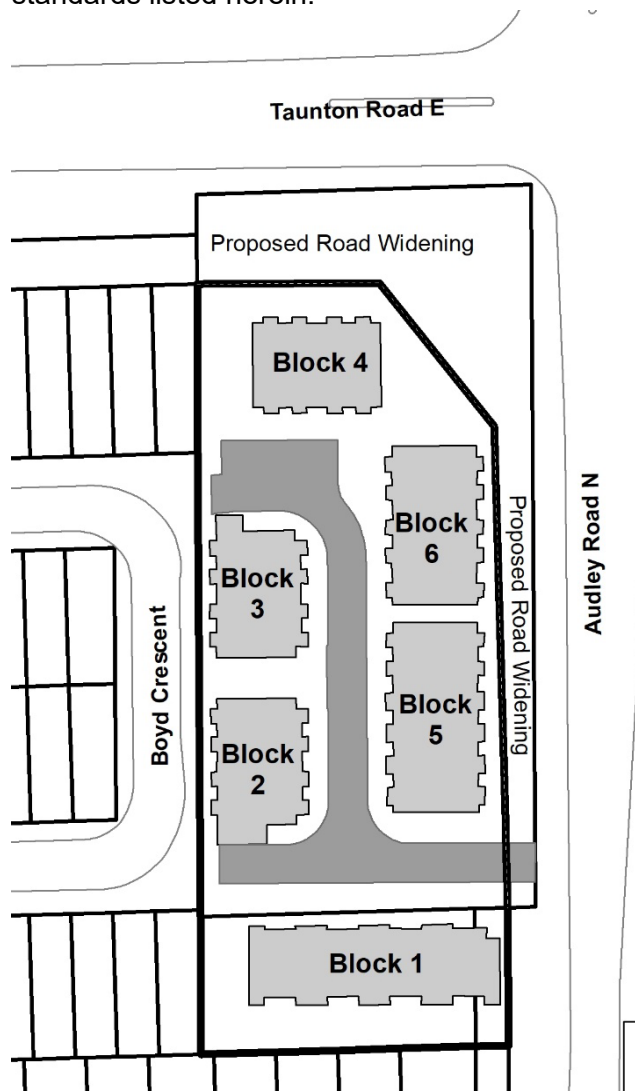 standards listed herein.
Taunton Road E
Proposed Road Widening
Block 4
Block
6
Audley Road N
Proposed Road Widening
Block
3
Boyd Crescent
Block
5
Block
2
Block 1